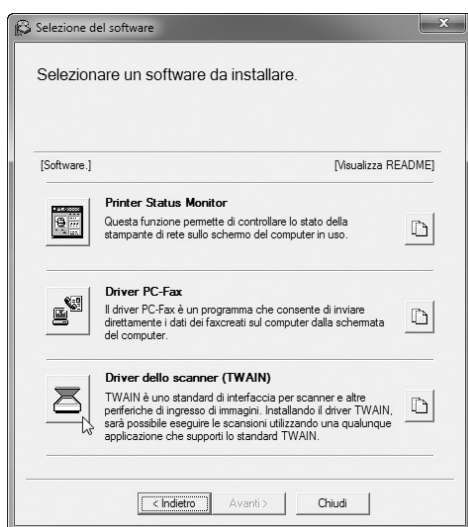 Selezione del software
Selezionare un software da installare.
[Software.] [Visualizza README]
Printer Status Monitor
Questa funzione permette di controllare lo stato della
stampante di rete sullo schermo del computer in uso.
Driver PC-Fax
Il driver PC-Fax è un programma che consente di inviare
direttamente i dati dei faxcreati sul computer dalla schermata
del computer.
Driver dello scanner (TWAIN)
TWAIN è uno standard di interfaccia per scanner e altre
periferiche di ingresso di immagini. Installando il driver TWAIN,
sarà possibile eseguire le scansioni utilizzando una qualunque
applicazione che supporti lo standard TWAIN.
< Indietro Avanti > Chiudi